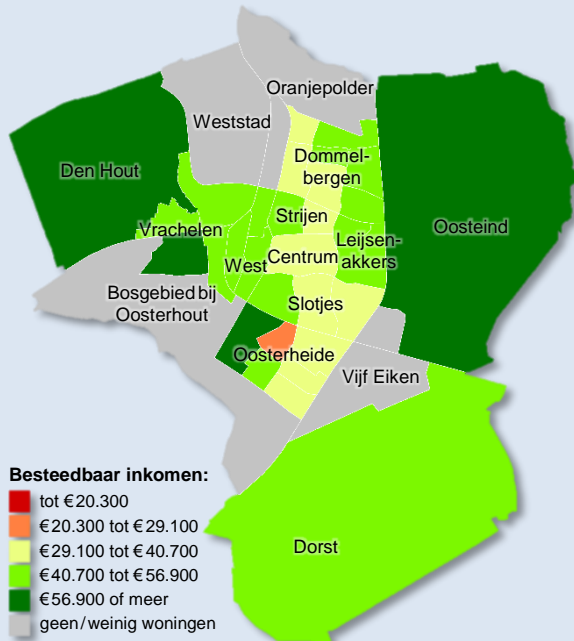 Oranjepolder
Weststad
Dommel-
bergen
Den Hout
Strijen
Oosteind
Vrachelen
Leijsen-
akkers
Centrum
West
Bosgebied bij
Oosterhout
Slotjes
Oosterheide
Vijf Eiken
Dorst
Besteedbaar inkomen:
tot €20.300
€20.300 tot €29.100
€29.100 tot €40.700
€40.700 tot €56.900
€56.900 of meer
geen/weinig woningen